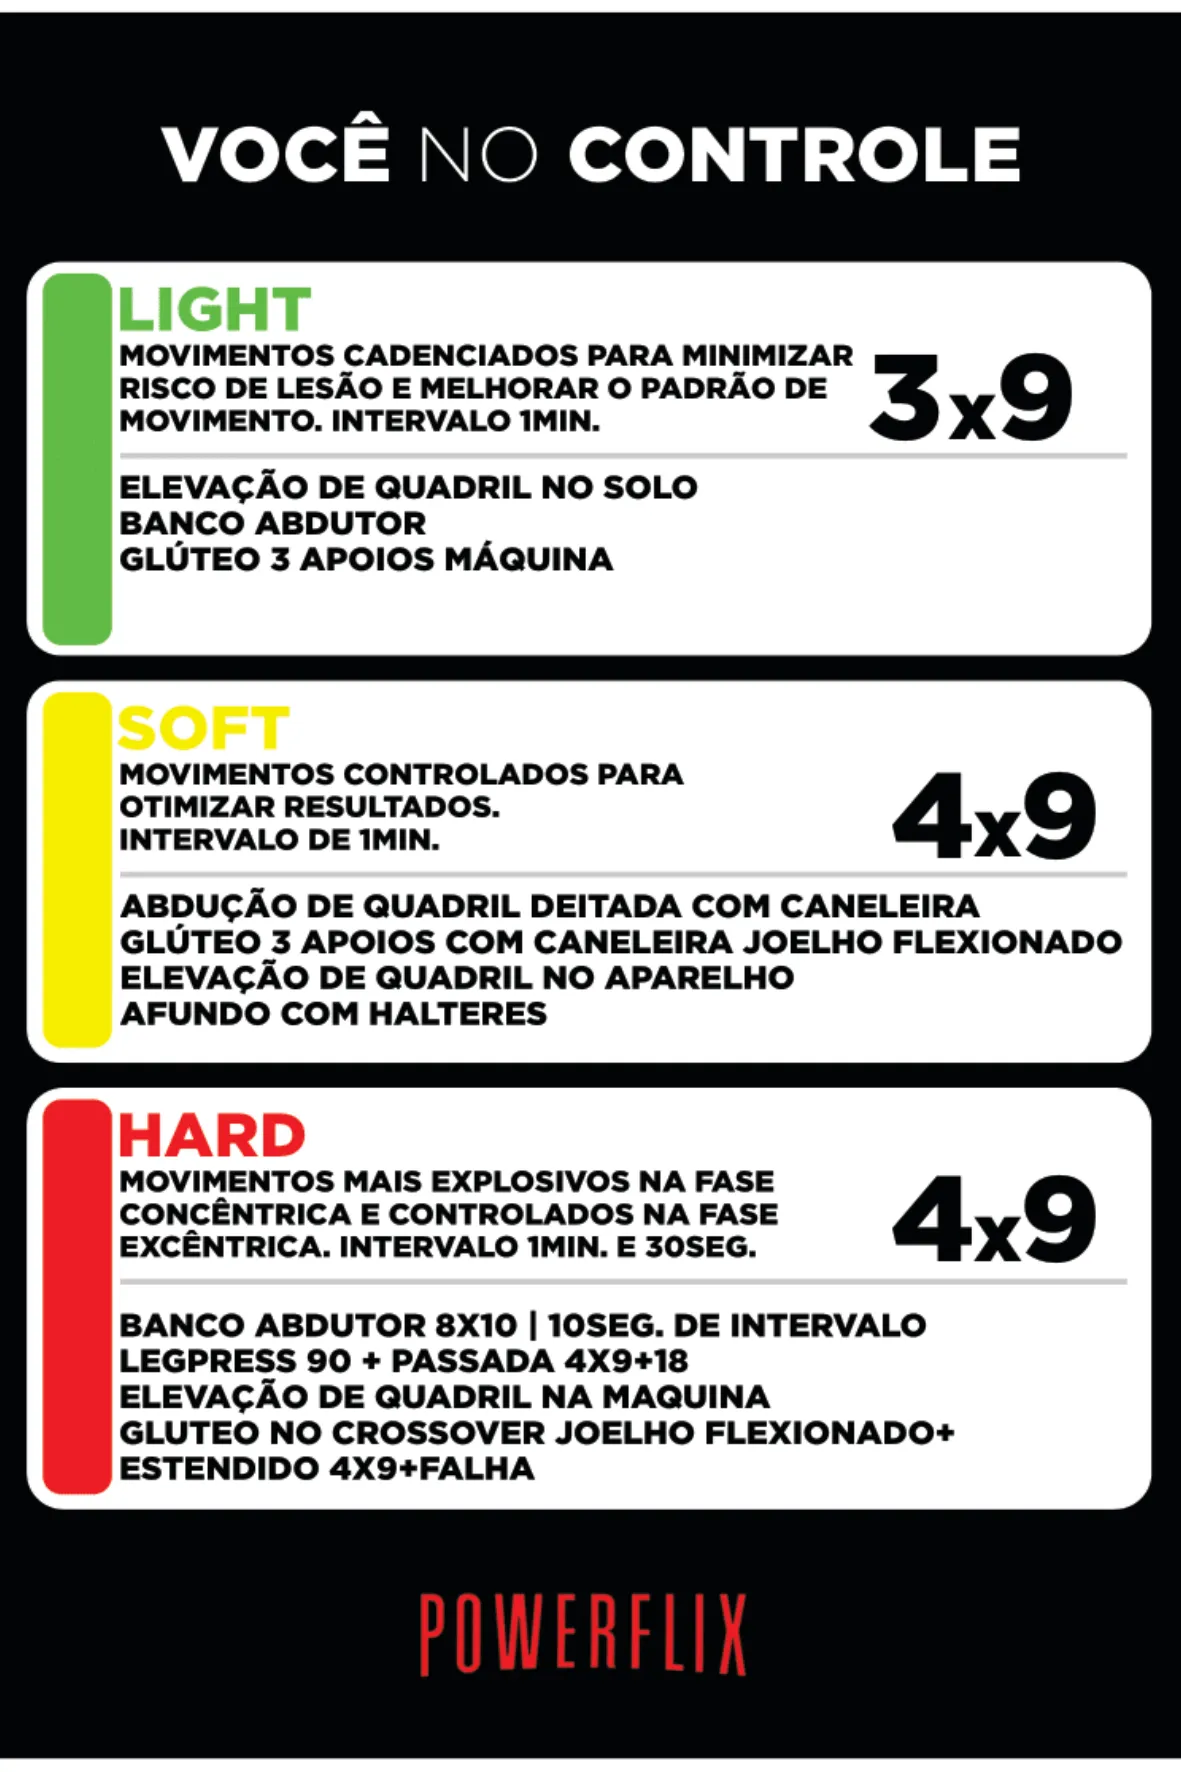 VOCÊ NO CONTROLE
LIGHT
MOVIMENTOS CADENCIADOS PARA MINIMIZAR
RISCO DE LESÃO E MELHORAR O PADRÃO DE
MOVIMENTO. INTERVALO 1MIN.
3x9
ELEVAÇÃO DE QUADRIL NO SOLO
BANCO ABDUTOR
GLÚTEO 3 APOIOS MÁQUINA
SOFT
MOVIMENTOS CONTROLADOS PARA
OTIMIZAR RESULTADOS.
INTERVALO DE 1MIN.
4x9
ABDUÇÃO DE QUADRIL DEITADA COM CANELEIRA
GLÚTEO 3 APOIOS COM CANELEIRA JOELHO FLEXIONADO
ELEVAÇÃO DE QUADRIL NO APARELHO
AFUNDO COM HALTERES
HARD
MOVIMENTOS MAIS EXPLOSIVOS NA FASE
CONCÊNTRICA E CONTROLADOS NA FASE
EXCÊNTRICA. INTERVALO 1MIN. E 30SEG.
4x9
BANCO ABDUTOR 8X10 | 10SEG. DE INTERVALO
LEGPRESS 90 + PASSADA 4X9+18
ELEVAÇÃO DE QUADRIL NA MAQUINA
GLUTEO NO CROSSOVER JOELHO FLEXIONADO+
ESTENDIDO 4X9+FALHA
POWERFLIX